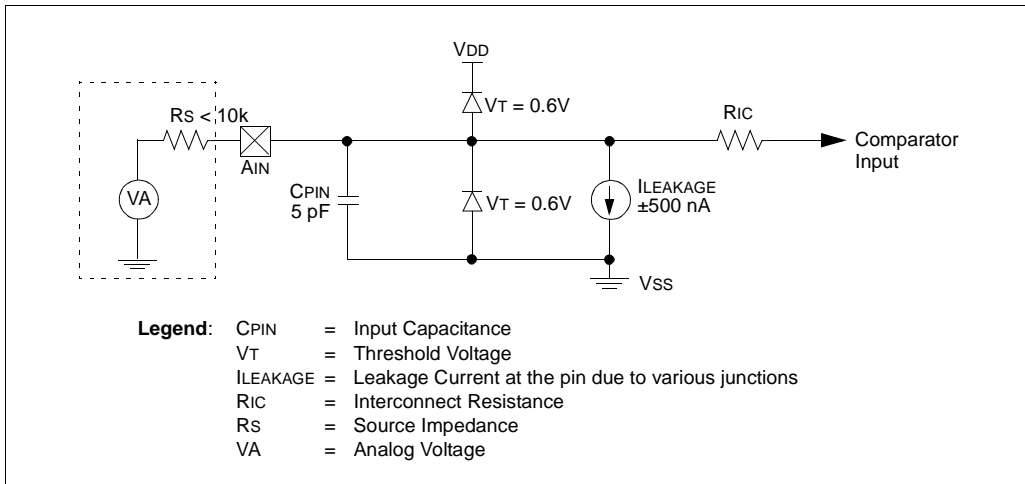 VDD
VT = 0.6V
RIC
RS < 10k
AIN
Comparator
Input
CPIN
5 pF
VA
VT = 0.6V
ILEAKAGE
±500 nA
VSS
Legend: CPIN = Input Capacitance
VT = Threshold Voltage
ILEAKAGE = Leakage Current at the pin due to various junctions
RIC = Interconnect Resistance
RS = Source Impedance
VA = Analog Voltage